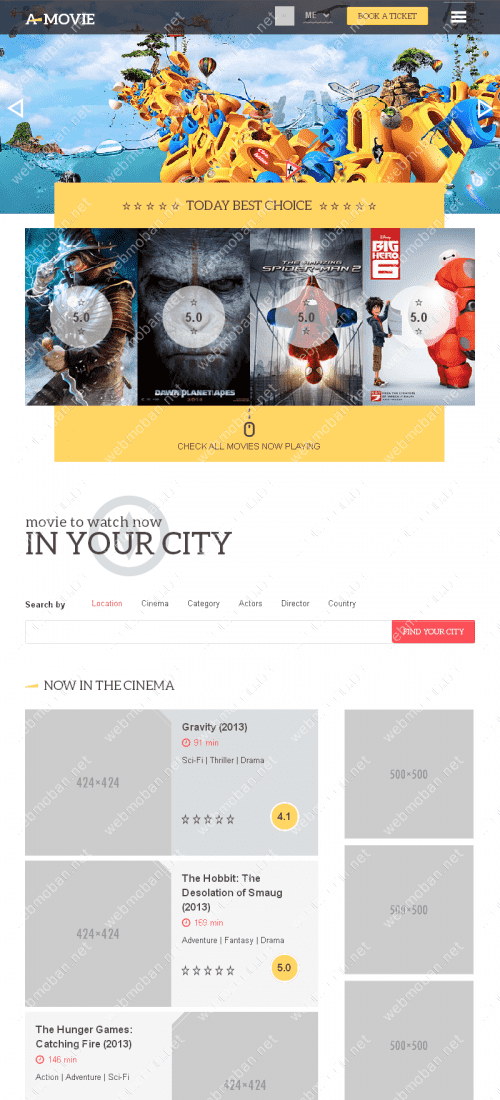 A-MOVIE
ME
BOOK A TICKET
☆ ☆ ☆ ☆ ☆ TODAY BEST CHOICE ☆ ☆ ☆ ☆ ☆
5.0
5.0
THE AMAZING
SPIDER-MAN 2
5.0
Disney
BIG
HERO
6
5.0
DAWN PLANET APES
CHECK ALL MOVIES NOW PLAYING
movie to watch now
IN YOUR CITY
Search by Location Cinema Category Actors Director Country
FIND YOUR CITY
NOW IN THE CINEMA
424×424
Gravity (2013)
91 min
Sci-Fi | Thriller | Drama
☆ ☆ ☆ ☆ ☆ 4.1
500×500
424×424
The Hobbit: The
Desolation of Smaug
(2013)
169 min
Adventure | Fantasy | Drama
☆ ☆ ☆ ☆ ☆ 5.0
500×500
The Hunger Games:
Catching Fire (2013)
146 min
Action | Adventure | Sci-Fi
424×424
500×500
webmoban.net